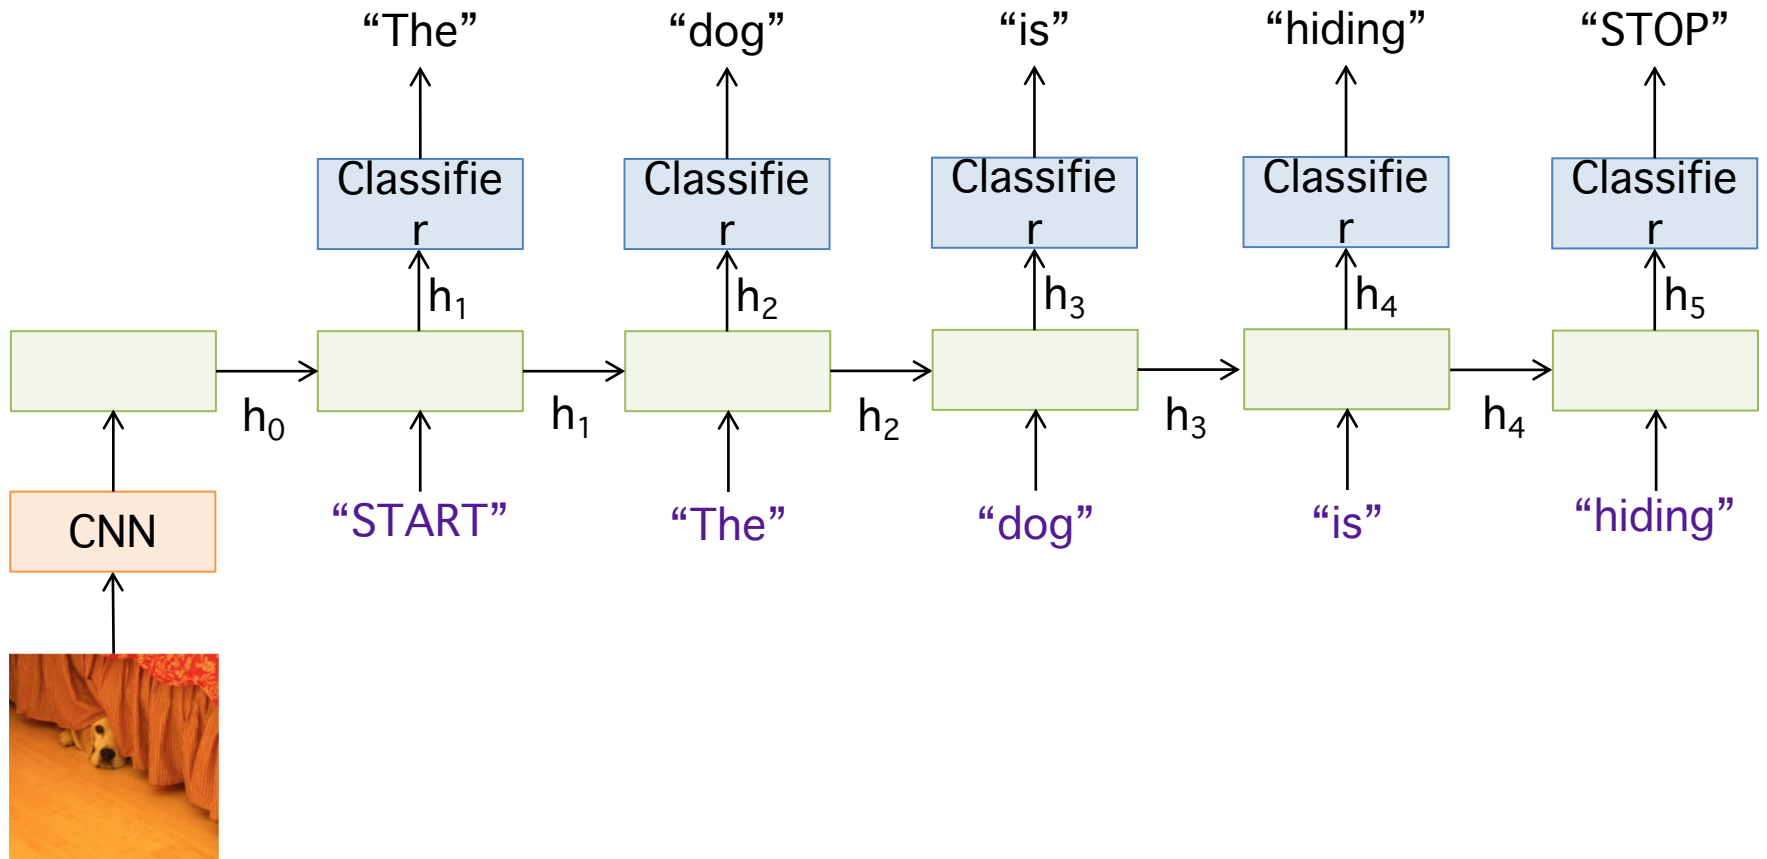 “The” “dog” “is” “hiding” “STOP”
Classifie Classifie Classifie Classifie Classifie
r r r r r
h₁ h₂ h₃ h₄ h₅
h₀ h₁ h₂ h₃ h₄
CNN “START” “The” “dog” “is” “hiding”